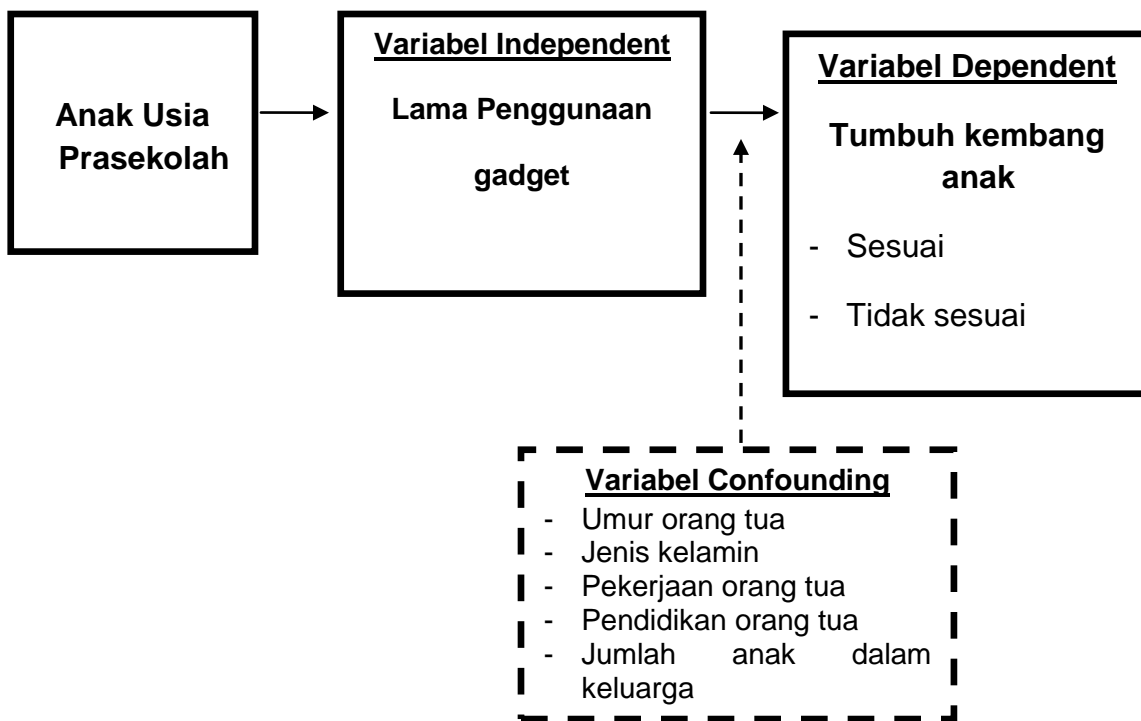 Anak Usia
Prasekolah
Variabel Independent
Lama Penggunaan
gadget
Variabel Dependent
Tumbuh kembang
anak
- Sesuai
- Tidak sesuai
Variabel Confounding
- Umur orang tua
- Jenis kelamin
- Pekerjaan orang tua
- Pendidikan orang tua
- Jumlah anak dalam
keluarga